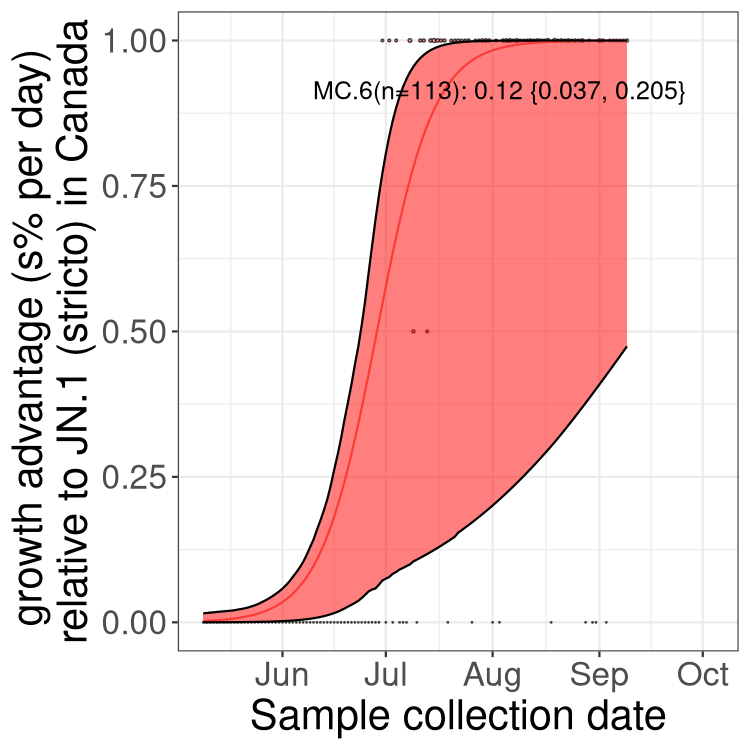 growth advantage (s% per day)
relative to JN.1 (stricto) in Canada
1.00
0.75
0.50
0.25
0.00
MC.6(n=113): 0.12 {0.037, 0.205}
Jun Jul Aug Sep Oct
Sample collection date